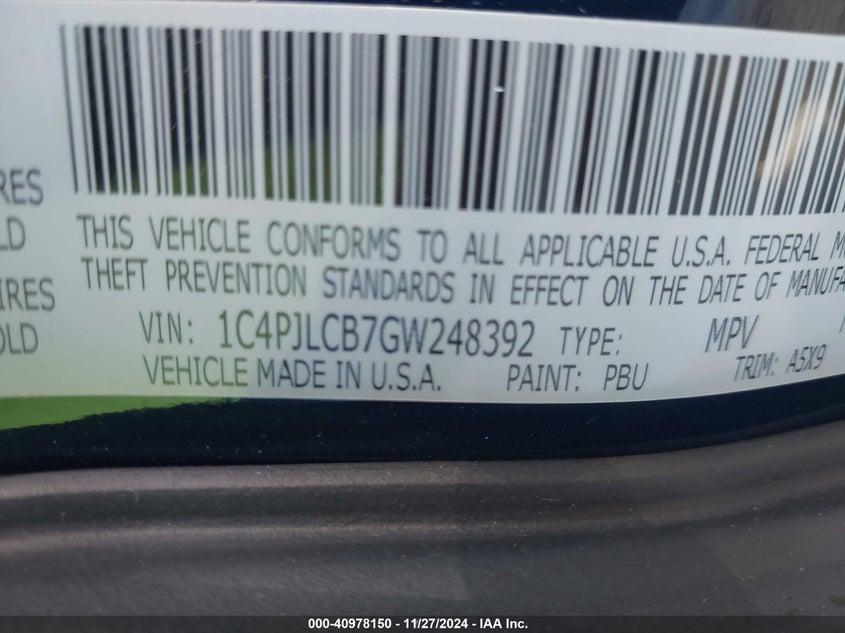 RES
LD
IRES
OLD
THIS VEHICLE CONFORMS TO ALL APPLICABLE U.S.A. FEDERAL MO
THEFT PREVENTION STANDARDS IN EFFECT ON THE DATE OF MANUFA
VIN: 1C4PJLCB7GW248392 TYPE: MPV
VEHICLE MADE IN U.S.A. PAINT: PBU TRIM: A5X9
000-40978150 — 11/27/2024 — IAA Inc.